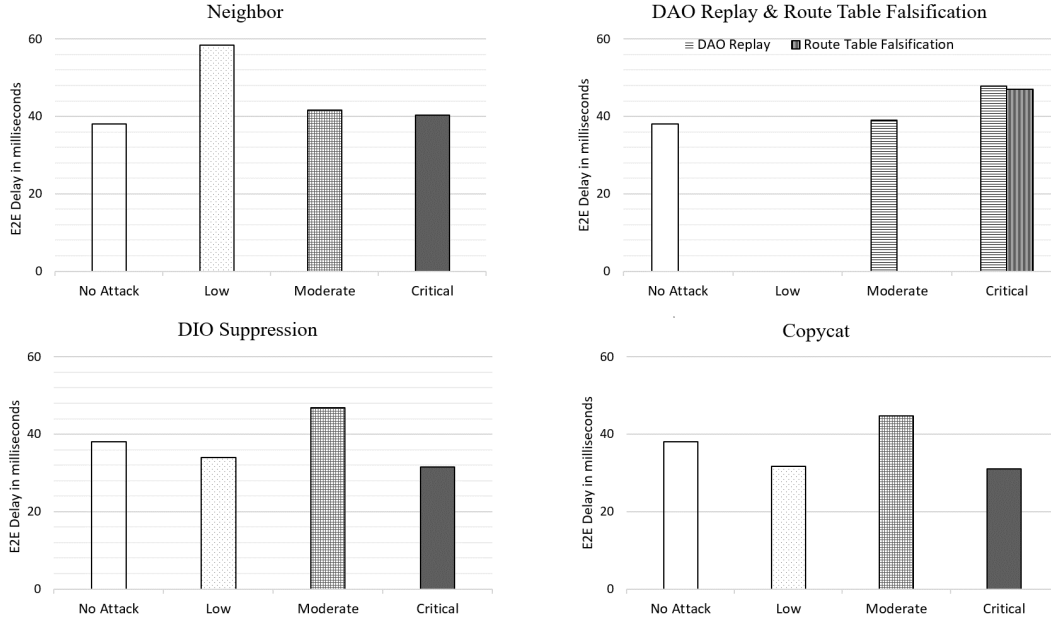 Neighbor
60
40
20
0
E2E Delay in milliseconds
No Attack Low Moderate Critical
DAO Replay & Route Table Falsification
DAO Replay Route Table Falsification
60
40
20
0
E2E Delay in milliseconds
No Attack Low Moderate Critical
DIO Suppression
60
40
20
0
E2E Delay in milliseconds
No Attack Low Moderate Critical
Copycat
60
40
20
0
E2E Delay in milliseconds
No Attack Low Moderate Critical